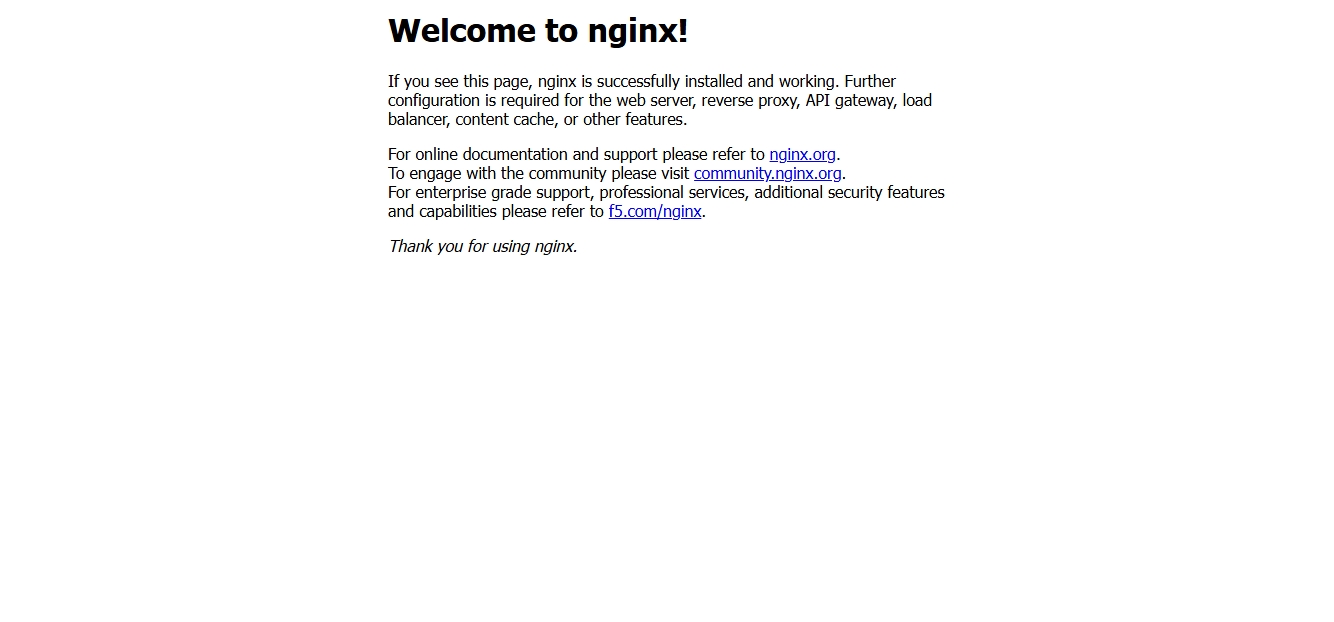 Welcome to nginx!
If you see this page, nginx is successfully installed and working. Further
configuration is required for the web server, reverse proxy, API gateway, load
balancer, content cache, or other features.
For online documentation and support please refer to nginx.org.
To engage with the community please visit community.nginx.org.
For enterprise grade support, professional services, additional security features
and capabilities please refer to f5.com/nginx.
Thank you for using nginx.